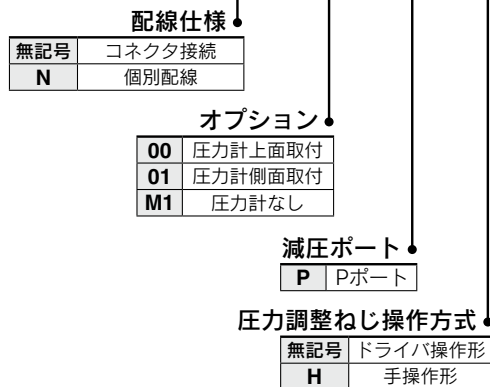 配線仕様
無記号 コネクタ接続
N 個別配線
オプション
00 圧力計上面取付
01 圧力計側面取付
M1 圧力計なし
減圧ポート
P Pポート
圧力調整ねじ操作方式
無記号 ドライバ操作形
H 手操作形